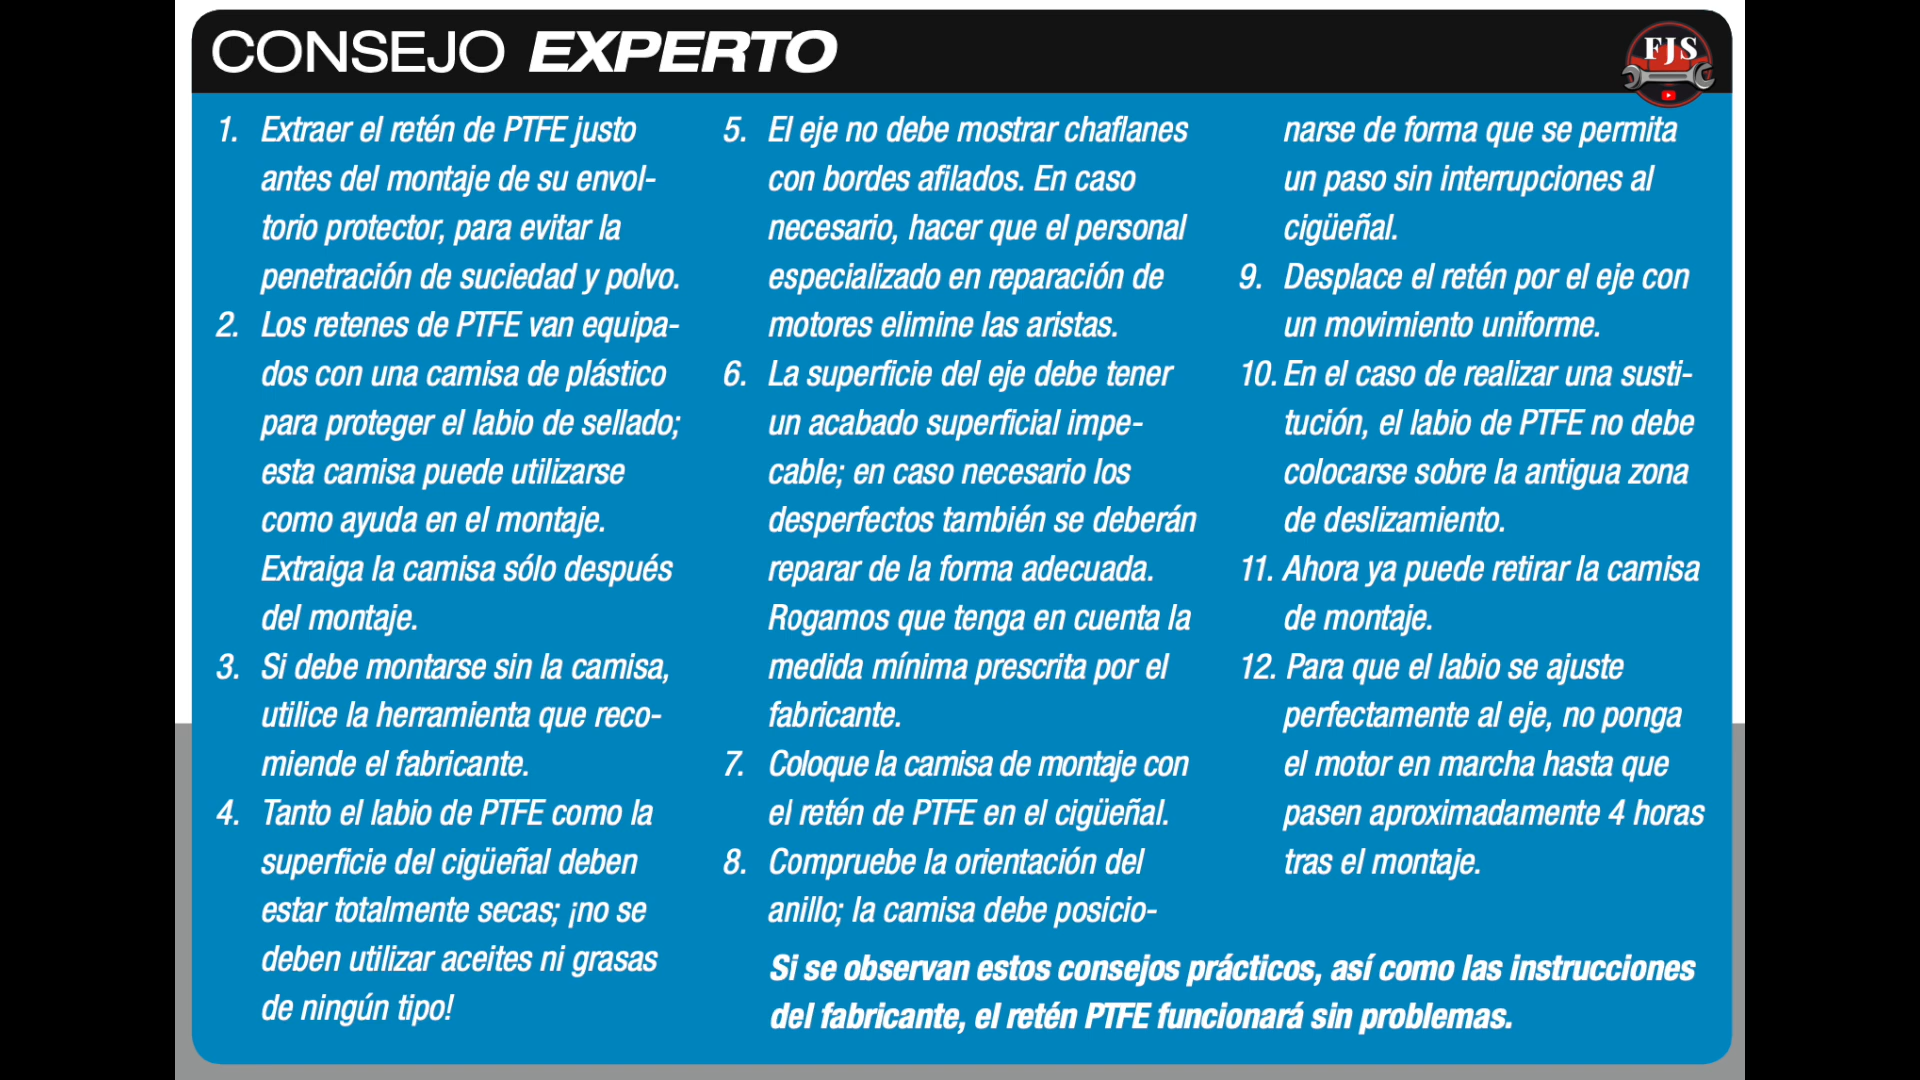 CONSEJO EXPERTO
FJS
1. Extraer el retén de PTFE justo
antes del montaje de su envol-
torio protector, para evitar la
penetración de suciedad y polvo.
2. Los retenes de PTFE van equipa-
dos con una camisa de plástico
para proteger el labio de sellado;
esta camisa puede utilizarse
como ayuda en el montaje.
Extraiga la camisa sólo después
del montaje.
3. Si debe montarse sin la camisa,
utilice la herramienta que reco-
miende el fabricante.
4. Tanto el labio de PTFE como la
superficie del cigüeñal deben
estar totalmente secas; ¡no se
deben utilizar aceites ni grasas
de ningún tipo!
5. El eje no debe mostrar chaflanes
con bordes afilados. En caso
necesario, hacer que el personal
especializado en reparación de
motores elimine las aristas.
6. La superficie del eje debe tener
un acabado superficial impe-
cable; en caso necesario los
desperfectos también se deberán
reparar de la forma adecuada.
Rogamos que tenga en cuenta la
medida mínima prescrita por el
fabricante.
7. Coloque la camisa de montaje con
el retén de PTFE en el cigüeñal.
8. Compruebe la orientación del
anillo; la camisa debe posicio-
narse de forma que se permita
un paso sin interrupciones al
cigüeñal.
9. Desplace el retén por el eje con
un movimiento uniforme.
10. En el caso de realizar una susti-
tución, el labio de PTFE no debe
colocarse sobre la antigua zona
de deslizamiento.
11. Ahora ya puede retirar la camisa
de montaje.
12. Para que el labio se ajuste
perfectamente al eje, no ponga
el motor en marcha hasta que
pasen aproximadamente 4 horas
tras el montaje.
Si se observan estos consejos prácticos, así como las instrucciones
del fabricante, el retén PTFE funcionará sin problemas.